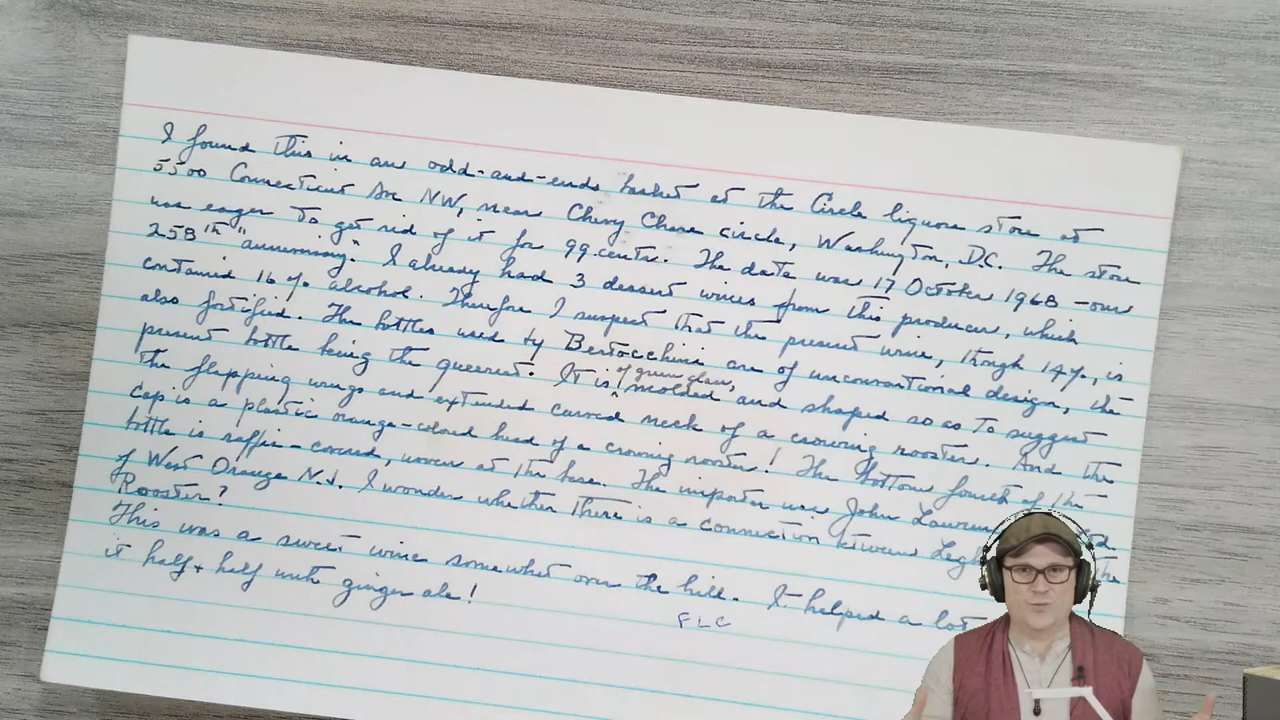 I found this in an odd-and-ends basket at the Circle liquore store at
5500 Connecticut Ave NW, near Chevy Chase circle, Washington, D.C. The store
was eager to get rid of it for 99 cents. The date was 17 October 1968 - our
258th "anneminy". I already had 3 dessert wines from this producer, which
contained 16% alcohol. Therefore I suspect that the present wine, though 14%, is
also fortified. The bottles used by Bertocchini are of unconventional design, the
present bottle being the queerest. It is ^ of green glass, molded and shaped so as to suggest
the flapping wings and extended curved neck of a crowing rooster. And the
cap is a plastic orange-colored head of a crowing rooster! The bottom fourth of the
bottle is raffia-covered, woven at the base. The importer was John
of West Orange N.J. I wonder whether there is a connection between the
Rooster?
This was a sweet wine somewhat over the hill. It helped a lot
it half + half with ginger ale!
FLC